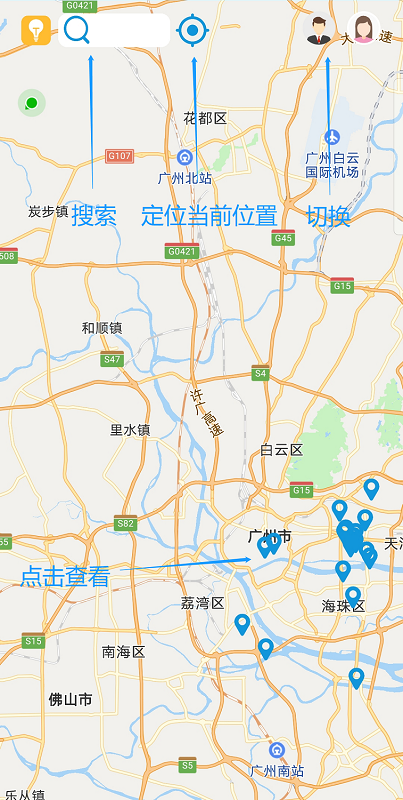 G0421
大
速
花都区
G107
广州北站
广州白云
国际机场
炭步镇
搜索
定位当前位置
切换
G45
G0421
508
G15
和顺镇
S47
S4
许广高速
里水镇
白云区
G15
S82
广州市
55
天河
点击查看
荔湾区
海珠区
S15
南海区
佛山市
广州南站
S5
乐从镇